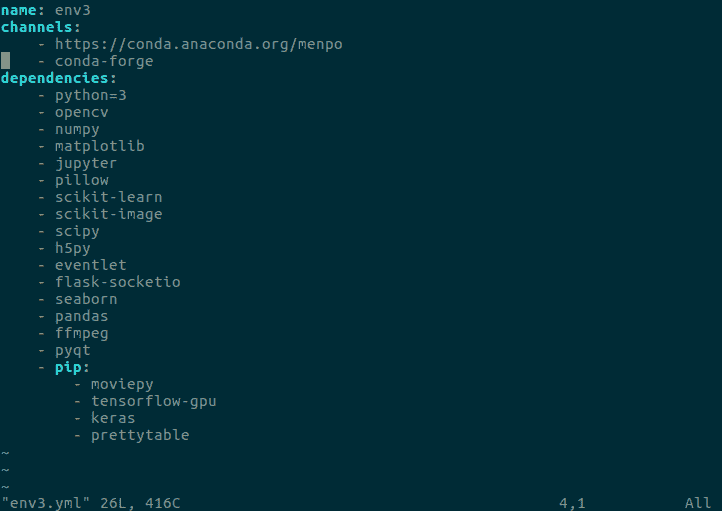 name: env3
channels:
    - https://conda.anaconda.org/menpo
    - conda-forge
dependencies:
    - python=3
    - opencv
    - numpy
    - matplotlib
    - jupyter
    - pillow
    - scikit-learn
    - scikit-image
    - scipy
    - h5py
    - eventlet
    - flask-socketio
    - seaborn
    - pandas
    - ffmpeg
    - pyqt
    - pip:
        - moviepy
        - tensorflow-gpu
        - keras
        - prettytable
~
~
~
"env3.yml" 26L, 416C 4,1 All